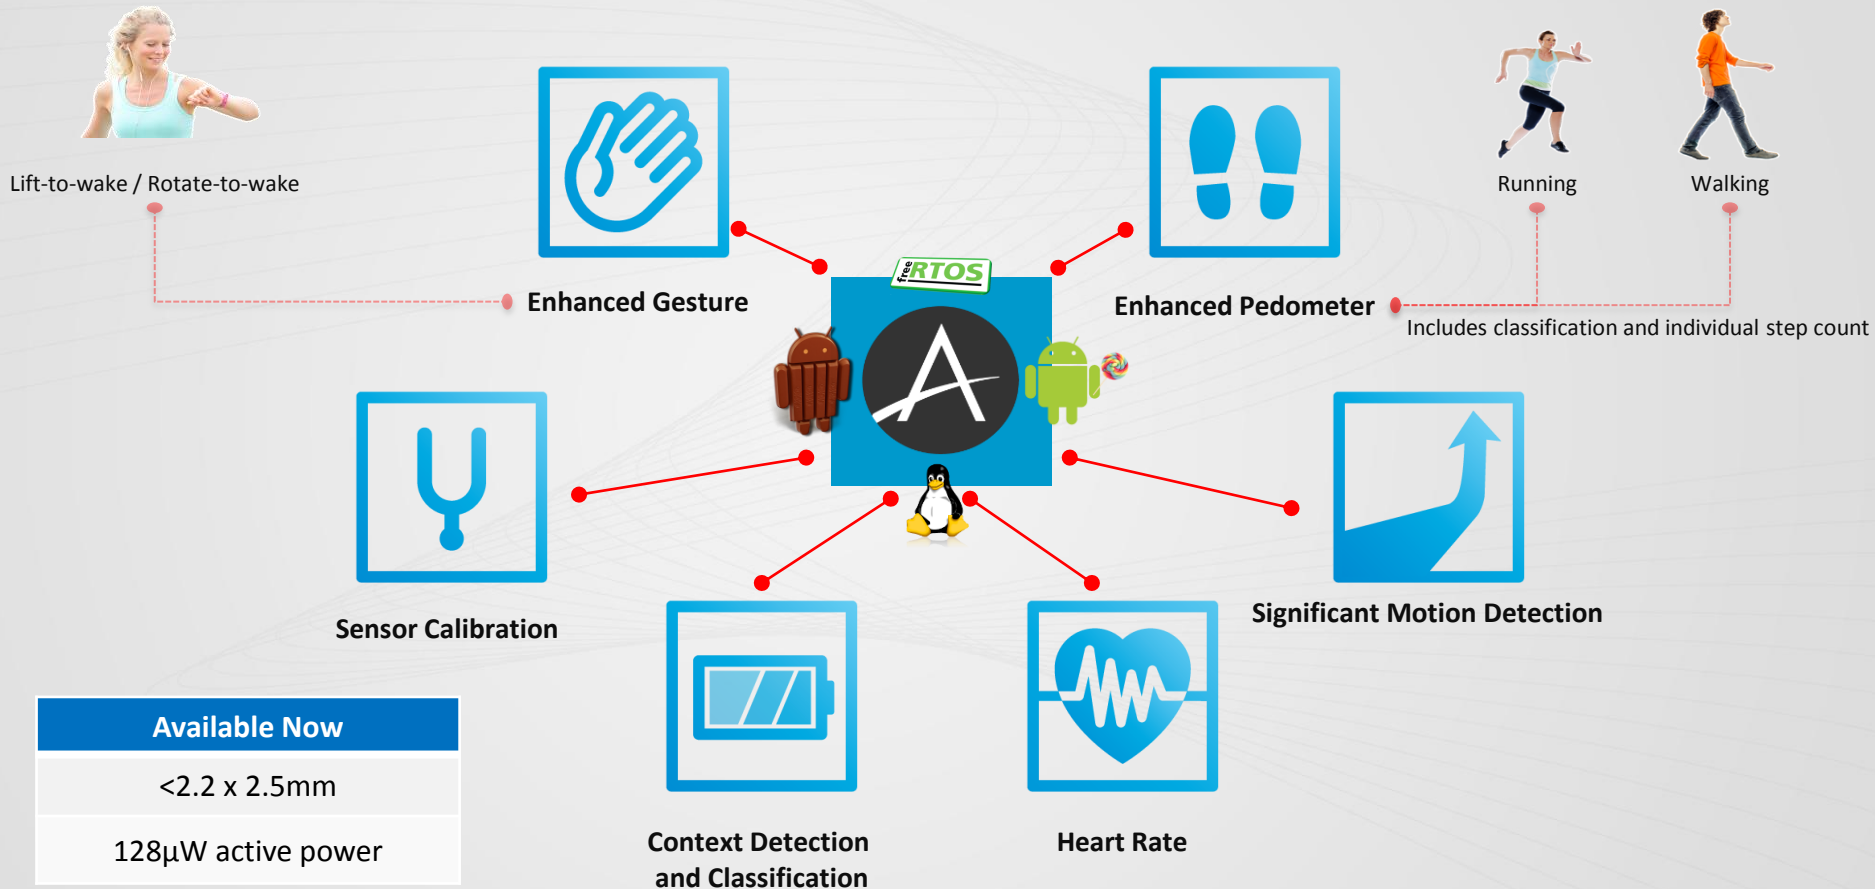 Lift-to-wake / Rotate-to-wake
Enhanced Gesture
free RTOS
Enhanced Pedometer
Running
Walking
Includes classification and individual step count
Sensor Calibration
Significant Motion Detection
Context Detection
and Classification
Heart Rate
Available Now
<2.2 x 2.5mm
128µW active power